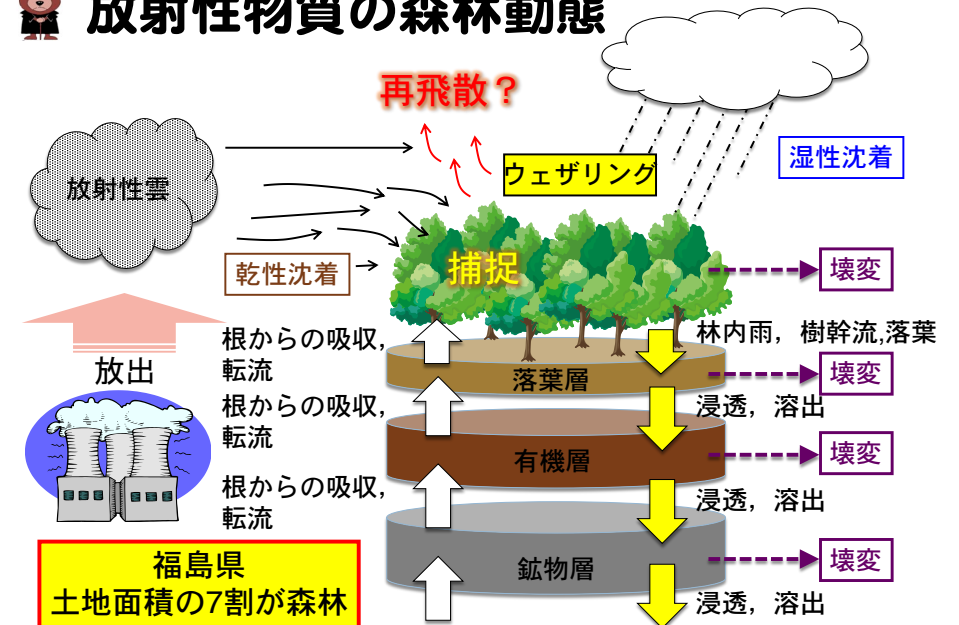 放射性物質の森林動態
再飛散？
放射性雲
ウェザリング
湿性沈着
乾性沈着
捕捉
壊変
放出
根からの吸収，
転流
林内雨，樹幹流,落葉
落葉層
壊変
根からの吸収，
転流
浸透，溶出
有機層
壊変
根からの吸収，
転流
浸透，溶出
鉱物層
壊変
浸透，溶出
福島県
土地面積の7割が森林